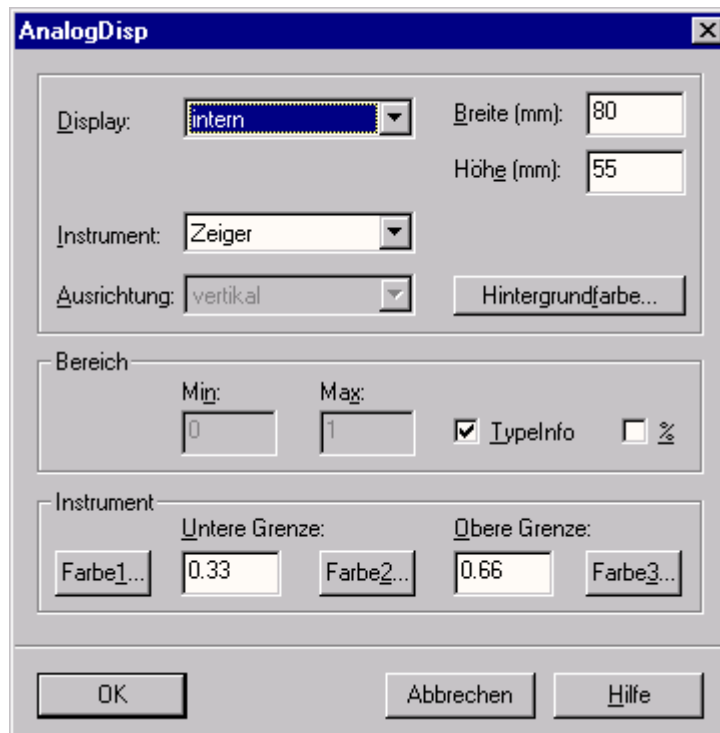 AnalogDisp
Display: intern Breite (mm): 80
Höhe (mm): 55
Instrument: Zeiger
Ausrichtung: vertikal Hintergrundfarbe...
Bereich
Min: Max:
0 1 TypeInfo %
Instrument
Untere Grenze: Obere Grenze:
Farbe1... 0.33 Farbe2... 0.66 Farbe3...
OK Abbrechen Hilfe